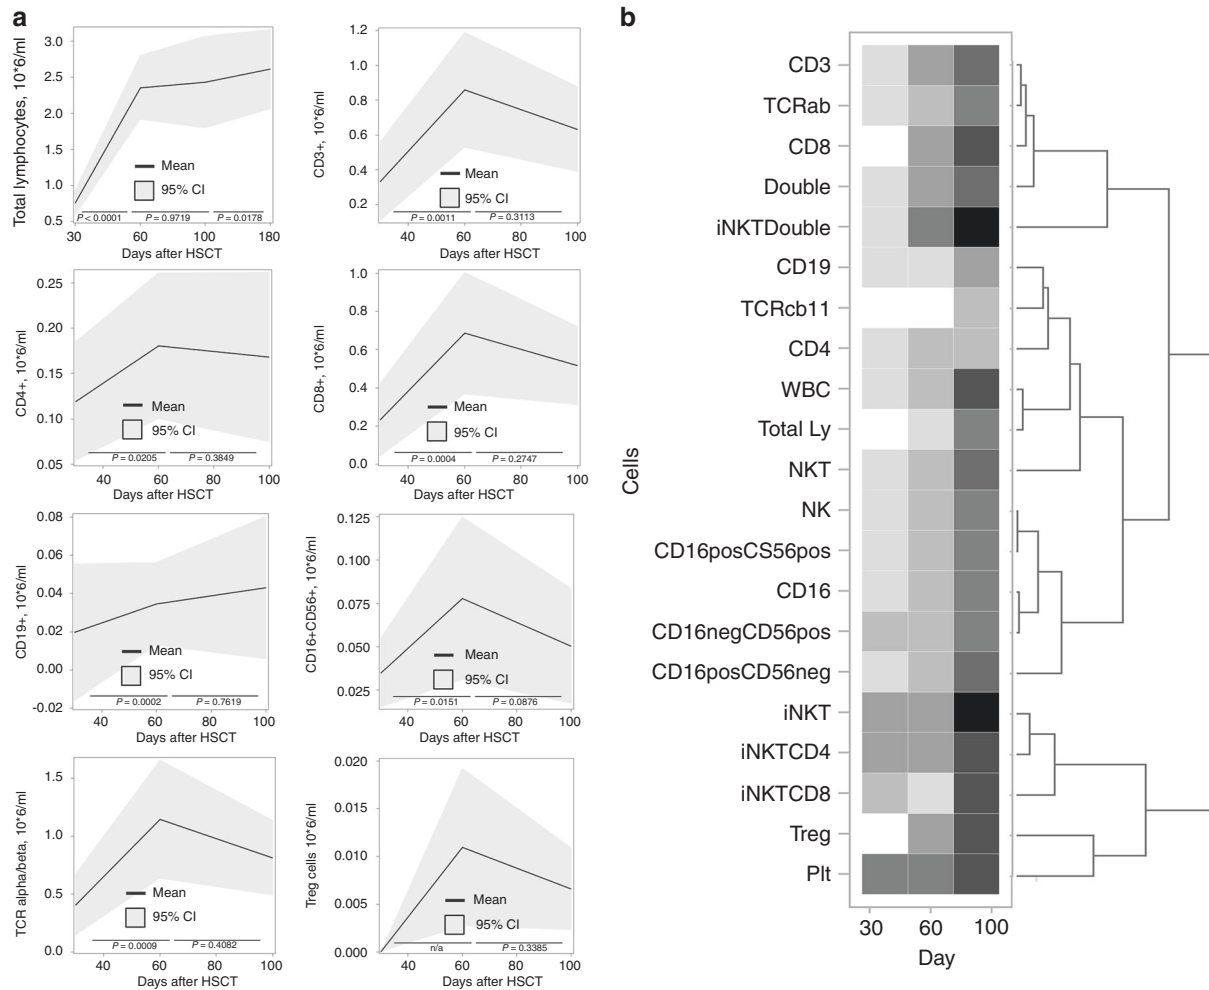 a
Total lymphocytes, 10*6/ml
3.0
2.5
2.0
1.5
1.0
0.5
Mean
95% CI
P < 0.0001
P = 0.9719
P = 0.0178
30
60
100
180
Days after HSCT
CD3+, 10*6/ml
1.2
1.0
0.8
0.6
0.4
0.2
Mean
95% CI
P = 0.0011
P = 0.3113
40
60
80
100
Days after HSCT
CD4+, 10*6/ml
0.25
0.20
0.15
0.10
0.05
Mean
95% CI
P = 0.0205
P = 0.3849
40
60
80
100
Days after HSCT
CD8+, 10*6/ml
1.0
0.8
0.6
0.4
0.2
0.0
Mean
95% CI
P = 0.0004
P = 0.2747
40
60
80
100
Days after HSCT
CD19+, 10*6/ml
0.08
0.06
0.04
0.02
0.00
-0.02
Mean
95% CI
P = 0.0002
P = 0.7619
40
60
80
100
Days after HSCT
CD16+CD56+, 10*6/ml
0.125
0.100
0.075
0.050
0.025
Mean
95% CI
P = 0.0151
P = 0.0876
40
60
80
100
Days after HSCT
TCR alpha/beta, 10*6/ml
1.5
1.0
0.5
0.0
Mean
95% CI
P = 0.0009
P = 0.4082
40
60
80
100
Days after HSCT
Treg cells 10*6/ml
0.020
0.015
0.010
0.005
0.000
Mean
95% CI
n/a
P = 0.3385
40
60
80
100
Days after HSCT
b
Cells
CD3
TCRab
CD8
Double
iNKTDouble
CD19
TCRcb11
CD4
WBC
Total Ly
NKT
NK
CD16posCS56pos
CD16
CD16negCD56pos
CD16posCD56neg
iNKT
iNKTCD4
iNKTCD8
Treg
Plt
30
60
100
Day